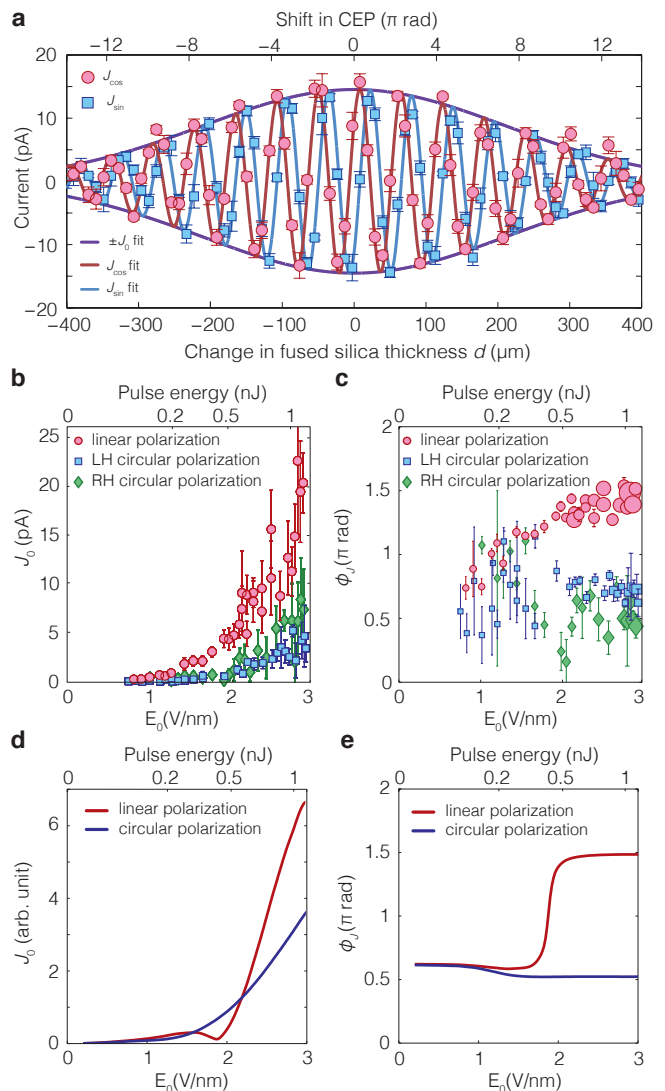 a
Shift in CEP (π rad)
−12 −8 −4 0 4 8 12
Current (pA)
20
15
10
5
0
−5
−10
−15
−20
J_cos
J_sin
±J_0 fit
J_cos fit
J_sin fit
−400 −300 −200 −100 0 100 200 300 400
Change in fused silica thickness d (μm)
b
Pulse energy (nJ)
0 0.2 0.5 1
J_0 (pA)
25
20
15
10
5
0
linear polarization
LH circular polarization
RH circular polarization
0 1 2 3
E_0(V/nm)
c
Pulse energy (nJ)
0 0.2 0.5 1
ϕ_J(π rad)
2
1.5
1
0.5
0
linear polarization
LH circular polarization
RH circular polarization
1 2 3
E_0(V/nm)
d
Pulse energy (nJ)
0 0.2 0.5 1
J_0 (arb. unit)
6
4
2
0
linear polarization
circular polarization
0 1 2 3
E_0(V/nm)
e
Pulse energy (nJ)
0 0.2 0.5 1
ϕ_J(π rad)
2
1.5
1
0.5
0
linear polarization
circular polarization
0 1 2 3
E_0(V/nm)